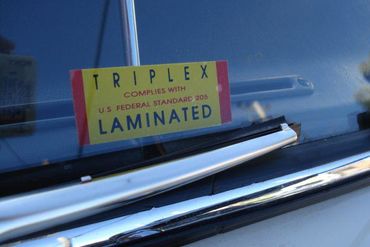 TRIPLEX
COMPLIES WITH
U.S FEDERAL STANDARD 205
LAMINATED